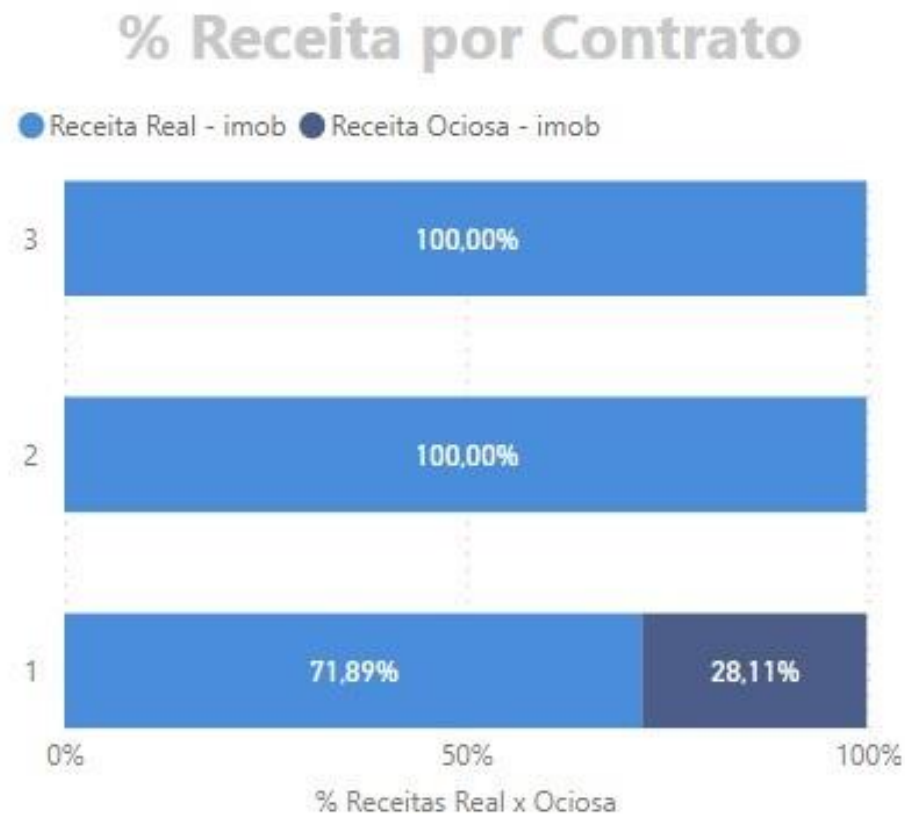 % Receita por Contrato
Receita Real - imob Receita Ociosa - imob
3 100,00%
2 100,00%
1 71,89% 28,11%
0% 50% 100%
% Receitas Real x Ociosa